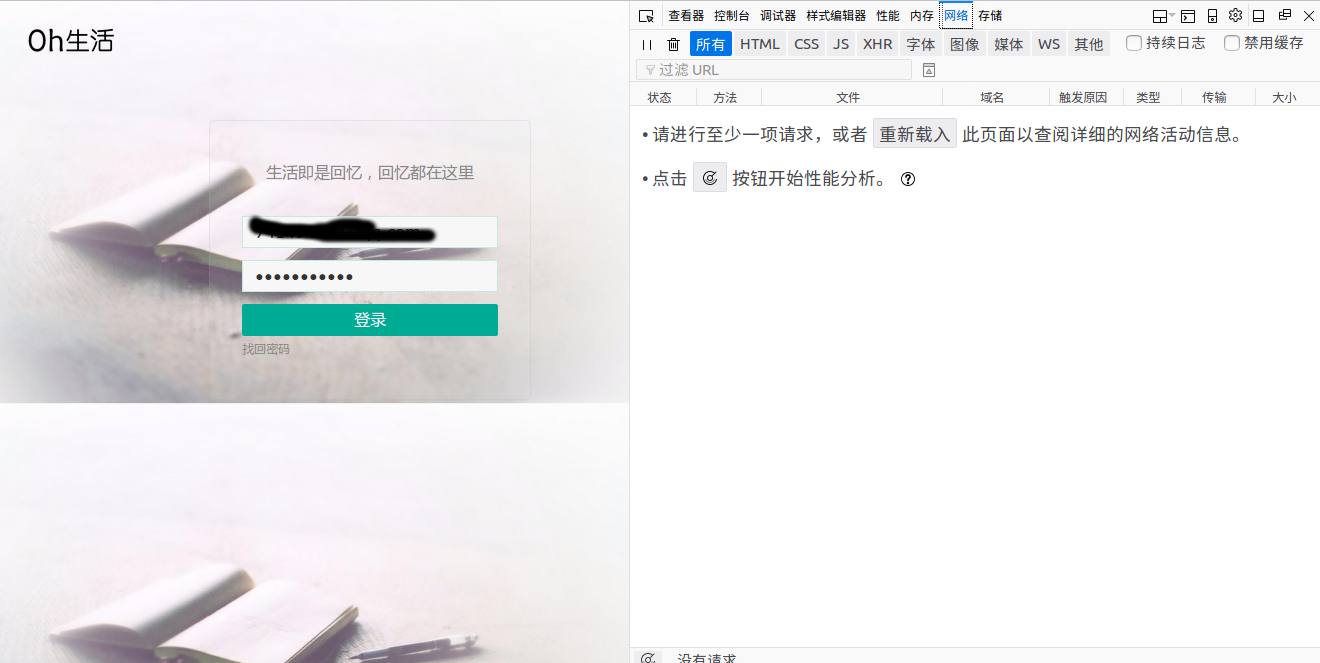 Oh生活
生活即是回忆，回忆都在这里
●●●●●●●●●●●
登录
找回密码
查看器 控制台 调试器 样式编辑器 性能 内存 网络 存储
所有 HTML CSS JS XHR 字体 图像 媒体 WS 其他 持续日志 禁用缓存
过滤 URL
状态 方法 文件 域名 触发原因 类型 传输 大小
• 请进行至少一项请求，或者 重新载入 此页面以查阅详细的网络活动信息。
• 点击 按钮开始性能分析。 ?
没有请求